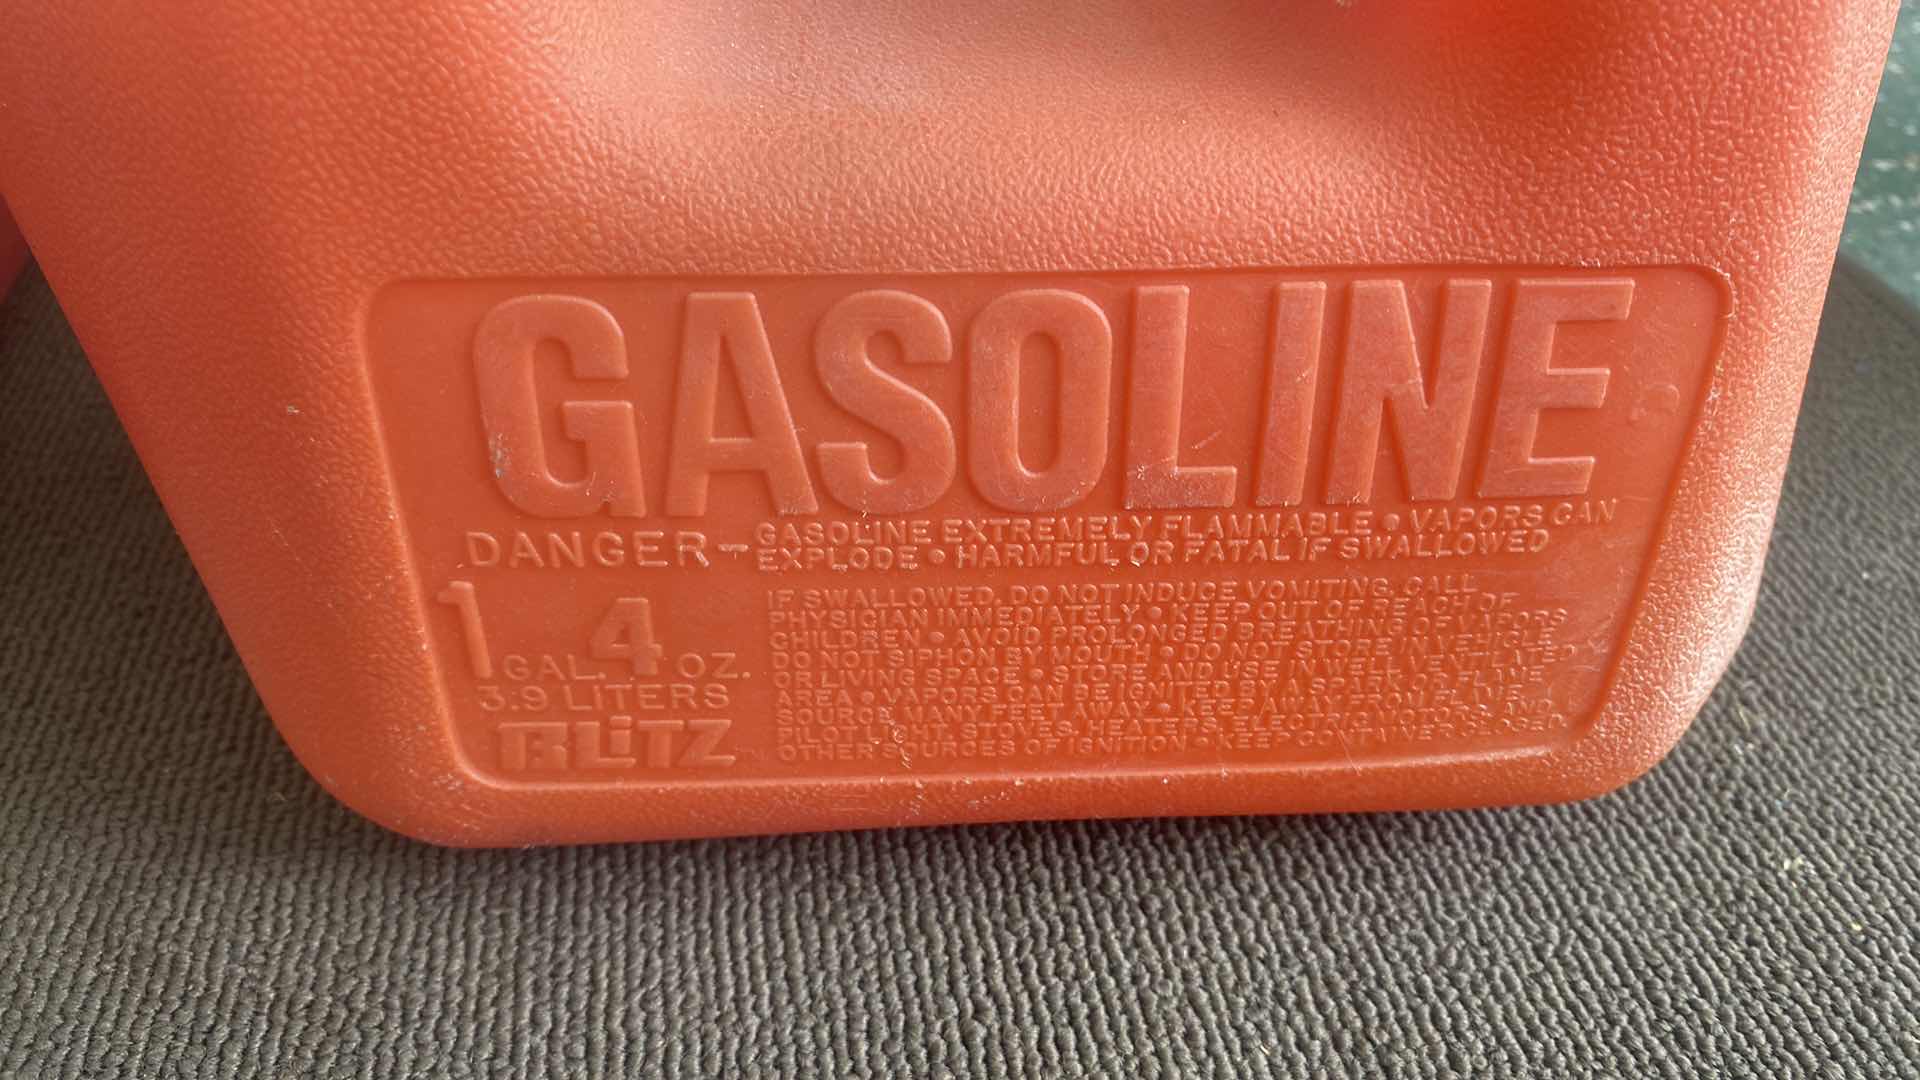 GASOLINE
DANGER-GASOLINE EXTREMELY FLAMMABLE • VAPORS CAN
EXPLODE • HARMFUL OR FATAL IF SWALLOWED
1 GAL. 4 OZ.
3.9 LITERS
BLiTZ
IF SWALLOWED, DO NOT INDUCE VOMITING, CALL
PHYSICIAN IMMEDIATELY • KEEP OUT OF REACH OF
CHILDREN • AVOID PROLONGED BREATHING OF VAPORS
DO NOT SIPHON BY MOUTH • DO NOT STORE IN VEHICLE
OR LIVING SPACE • STORE AND USE IN WELL VENTILATED
AREA • VAPORS CAN BE IGNITED BY A SPARK OR FLAME
SOURCE MANY FEET AWAY • KEEP AWAY FROM FLAME,
PILOT LIGHT, STOVES, HEATERS, ELECTRIC MOTORS, AND
OTHER SOURCES OF IGNITION • KEEP CONTAINER CLOSED